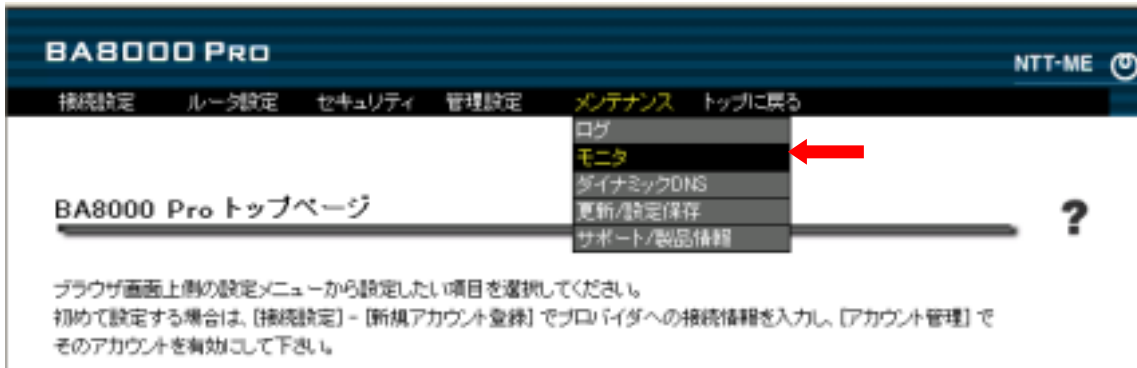 BA8000 PRO
NTT-ME
接続設定 ルータ設定 セキュリティ 管理設定 メンテナンス トップに戻る
ログ
モニタ
ダイナミックDNS
更新/設定保存
サポート/製品情報
BA8000 Pro トップページ
?
ブラウザ画面上側の設定メニューから設定したい項目を選択してください。
初めて設定する場合は、[接続設定] - [新規アカウント登録] でプロバイダへの接続情報を入力し、[アカウント管理] で
そのアカウントを有効にして下さい。